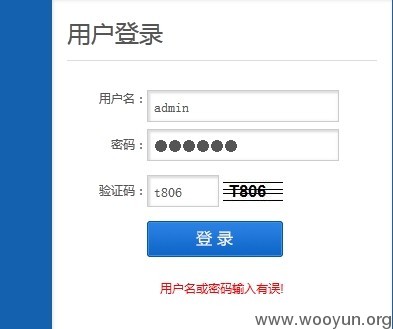 用户登录
用户名： admin
密码： ●●●●●●
验证码： t806 T806
登 录
用户名或密码输入有误!
www.wooyun.org